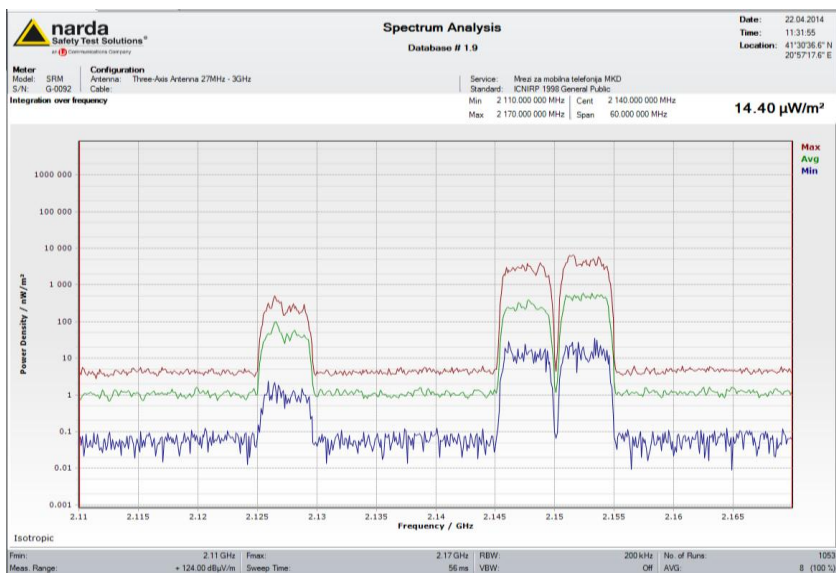 narda
Safety Test Solutions®
an L3 Communications Company
Spectrum Analysis
Database # 1.9
Date: 22.04.2014
Time: 11:31:55
Location: 41°30'36.6" N
20°57'17.6" E
Meter
Model: SRM
S/N: G-0092
Configuration
Antenna: Three-Axis Antenna 27MHz - 3GHz
Cable:
Service: Mrezi za mobilna telefonija MKD
Standard: ICNIRP 1998 General Public
Integration over frequency
Min 2 110.000 000 MHz Cent 2 140.000 000 MHz
Max 2 170.000 000 MHz Span 60.000 000 MHz
14.40 µW/m²
Max
Avg
Min
Power Density / nW/m²
1000 000
100 000
10 000
1 000
100
10
1
0.1
0.01
0.001
2.11 2.115 2.12 2.125 2.13 2.135 2.14 2.145 2.15 2.155 2.16 2.165
Frequency / GHz
Isotropic
Fmin: 2.11 GHz Fmax: 2.17 GHz RBW: 200 kHz No. of Runs: 1053
Meas. Range: + 124.00 dBµV/m Sweep Time: 56 ms VBW: Off AVG: 8 (100 %)